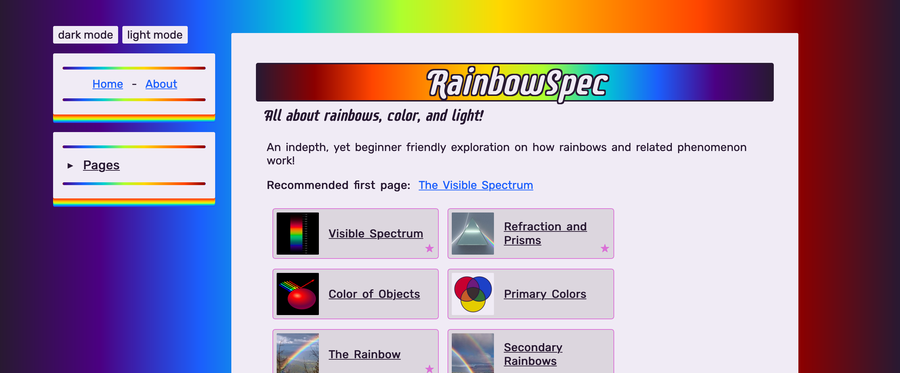 dark mode light mode
Home - About
Pages
RainbowSpec
All about rainbows, color, and light!
An indepth, yet beginner friendly exploration on how rainbows and related phenomenon
work!
Recommended first page: The Visible Spectrum
Visible Spectrum
Refraction and
Prisms
Color of Objects
Primary Colors
The Rainbow
Secondary
Rainbows